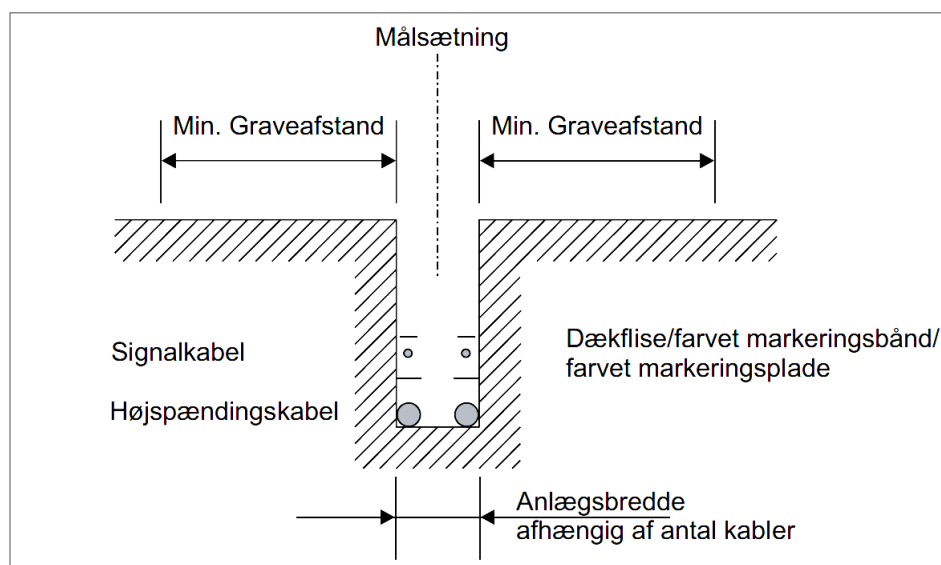 Målsætning
Min. Graveafstand
Min. Graveafstand
Signalkabel
Dækflise/farvet markeringsbånd/
farvet markeringsplade
Højspændingskabel
Anlægsbredde
afhængig af antal kabler